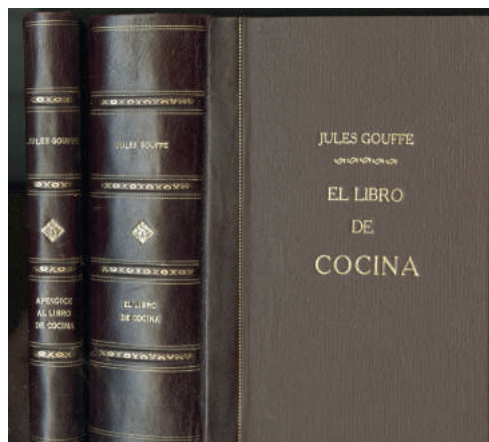 JULES GOUFFE
APENDICE
AL LIBRO
DE COCINA
JULES GOUFFE
EL LIBRO
DE COCINA
JULES GOUFFE
EL LIBRO
DE
COCINA